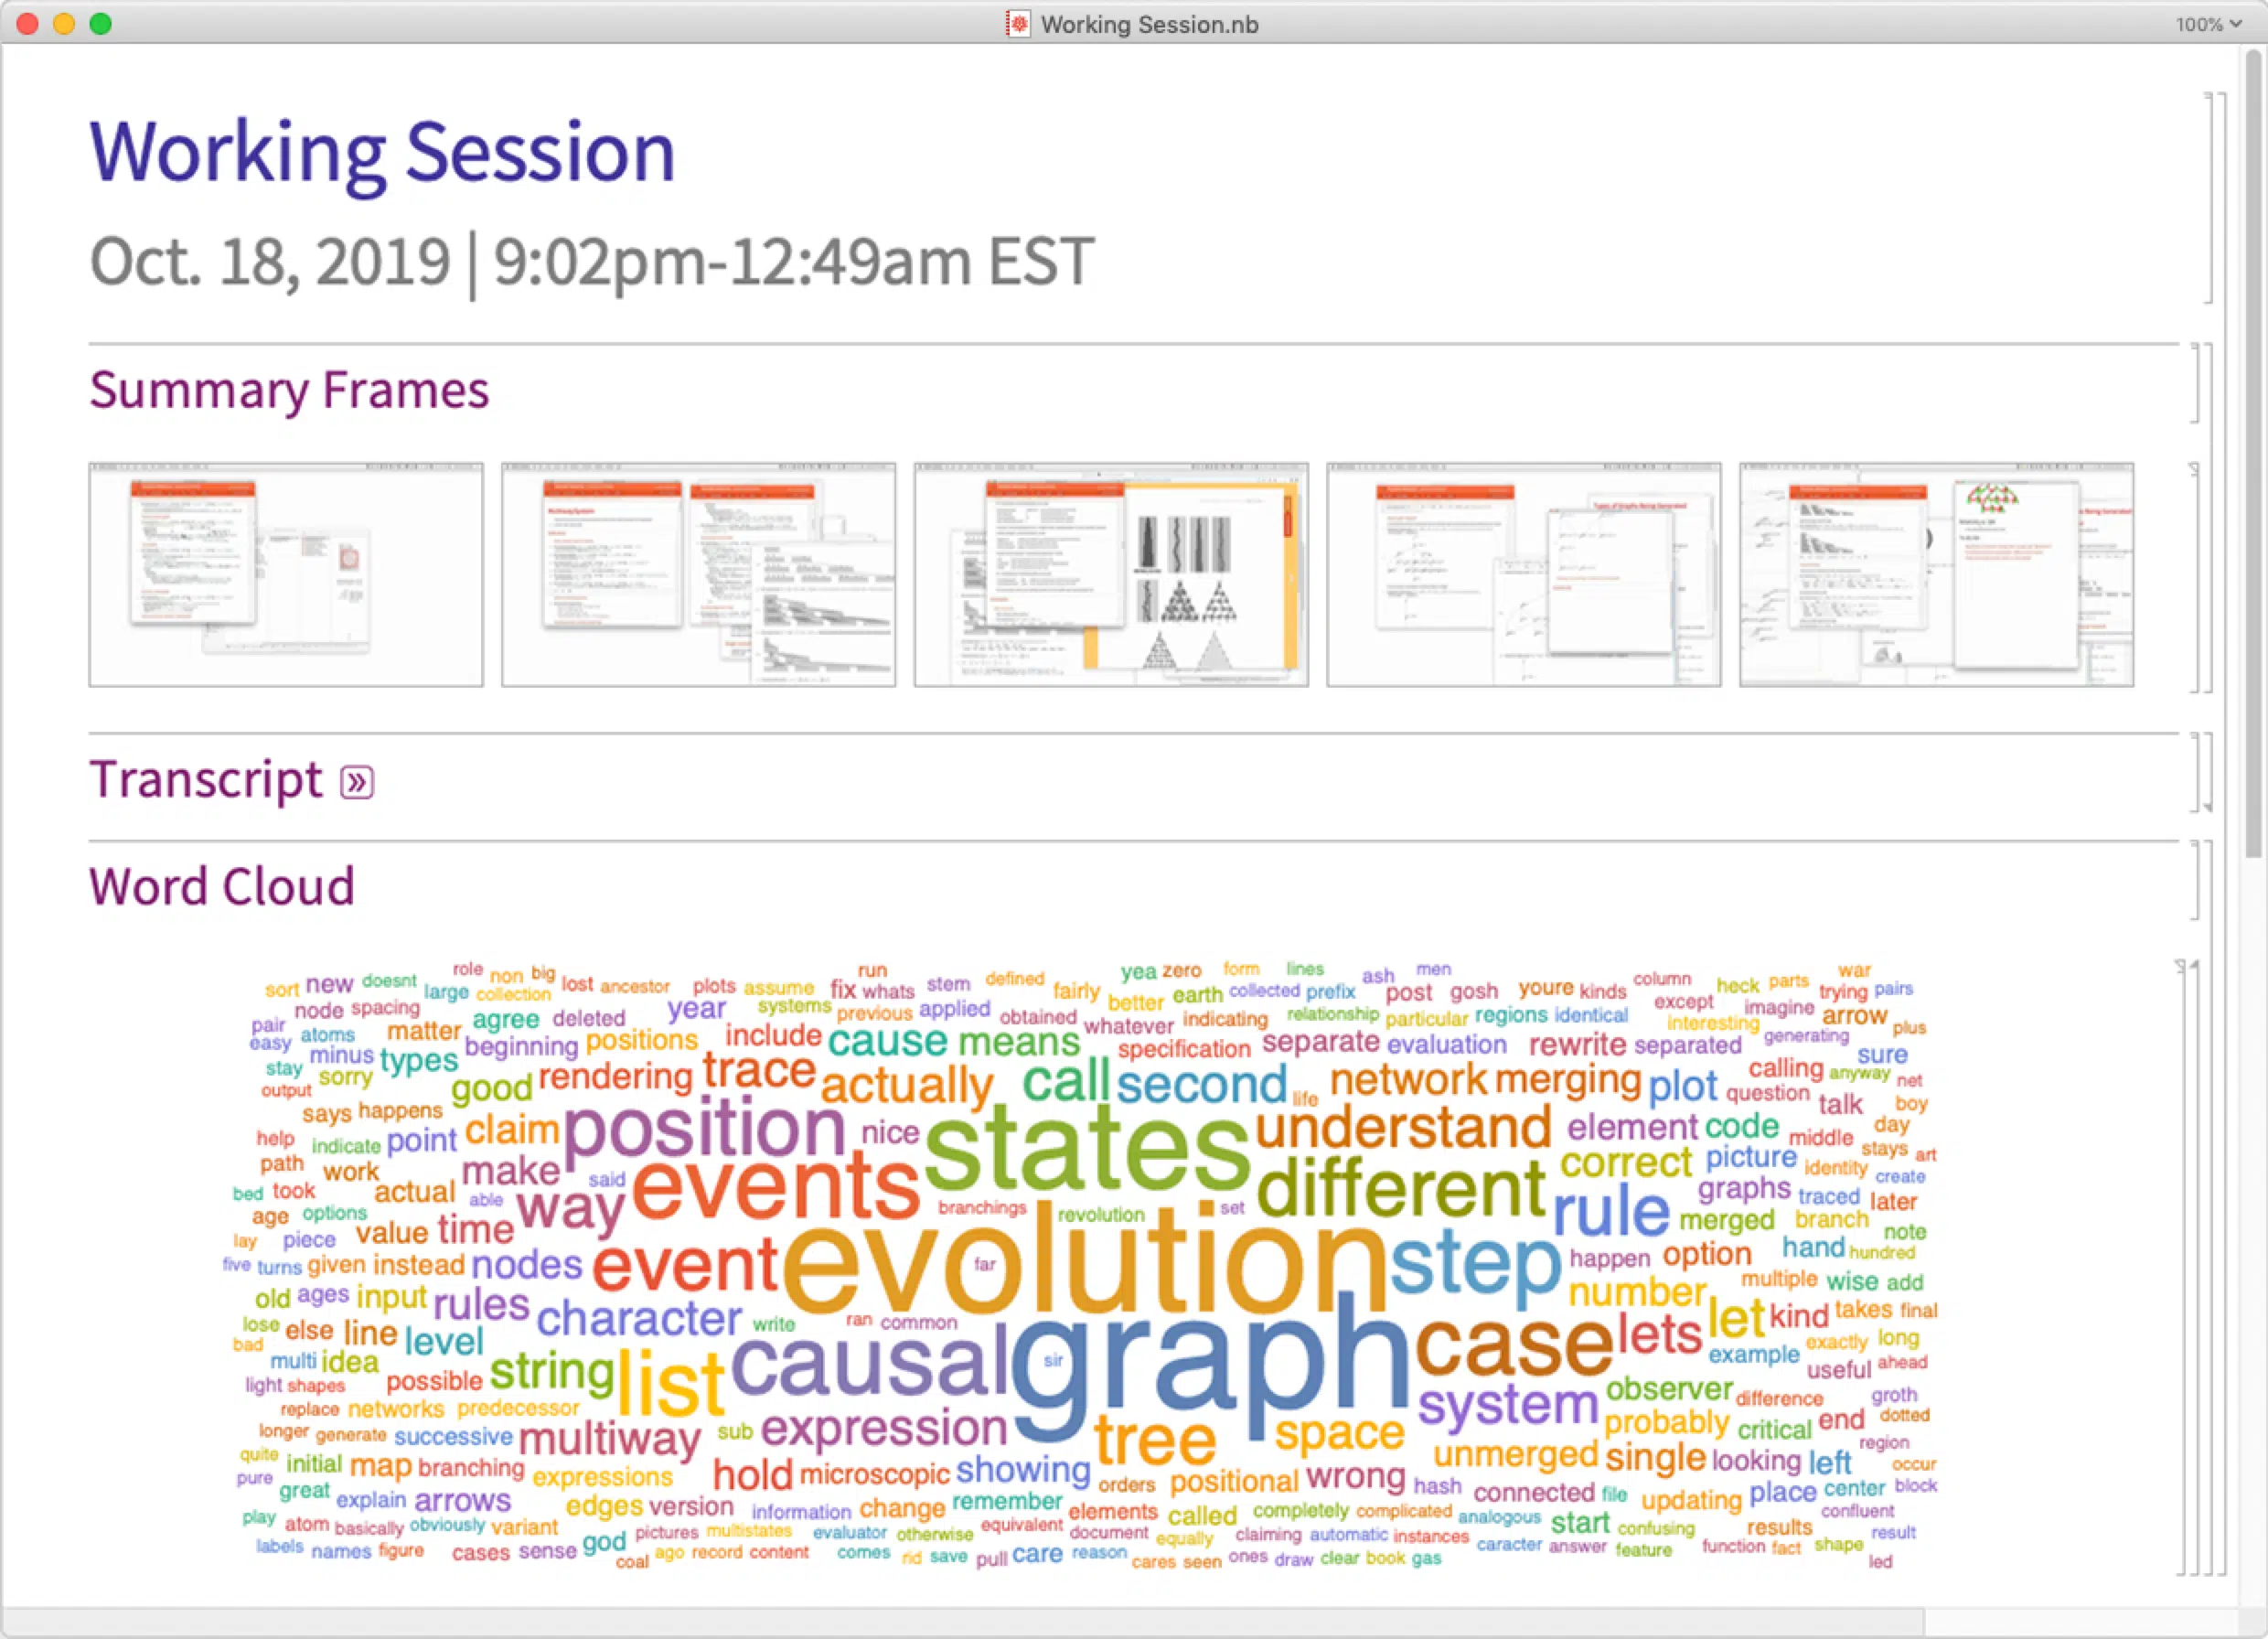 Working Session.nb
100%
Working Session
Oct. 18, 2019 | 9:02pm-12:49am EST
Summary Frames
Types of Graphs Being Generated
Transcript
Word Cloud
role non big run yea zero form lines ash men war
sort new doesnt large collection lost ancestor plots assume fix whats stem defined fairly better earth collected prefix post gosh youre kinds column except heck parts trying pairs
node spacing year systems previous applied obtained whatever indicating relationship particular regions identical interesting imagine arrow plus
pair easy atoms matter agree deleted include cause means specification separate evaluation rewrite separated generating sure
minus types beginning positions rendering trace actually call second life network merging plot calling anyway net
stay sorry output good question talk boy
says happens claim position nice states understand element code middle day
help indicate point correct picture stays art
path work make said events different identity create
bed took actual able way branchings revolution set rule graphs traced later
age options value time merged branch note
lay piece event evolution far step happen option hand hundred
five turns given instead nodes number multiple wise add
old ages input rules character write ran common graph case lets let kind takes final
lose bad else line level exactly long
multi idea string list causal sir example useful ahead
light shapes possible system observer difference groth
replace networks predecessor expression tree space probably critical end dotted
longer generate successive multiway sub unmerged single looking left region
quite initial map branching expressions hold microscopic showing orders positional wrong hash connected file updating place center block occur
pure great explain arrows edges version information change remember elements called completely complicated analogous start confusing confluent
play atom basically obviously variant god pictures multistates evaluator otherwise equivalent document equally claiming automatic instances caracter answer feature results result
labels names figure cases sense coal ago record content comes rid save pull care reason cares seen ones draw clear book gas function fact shape led